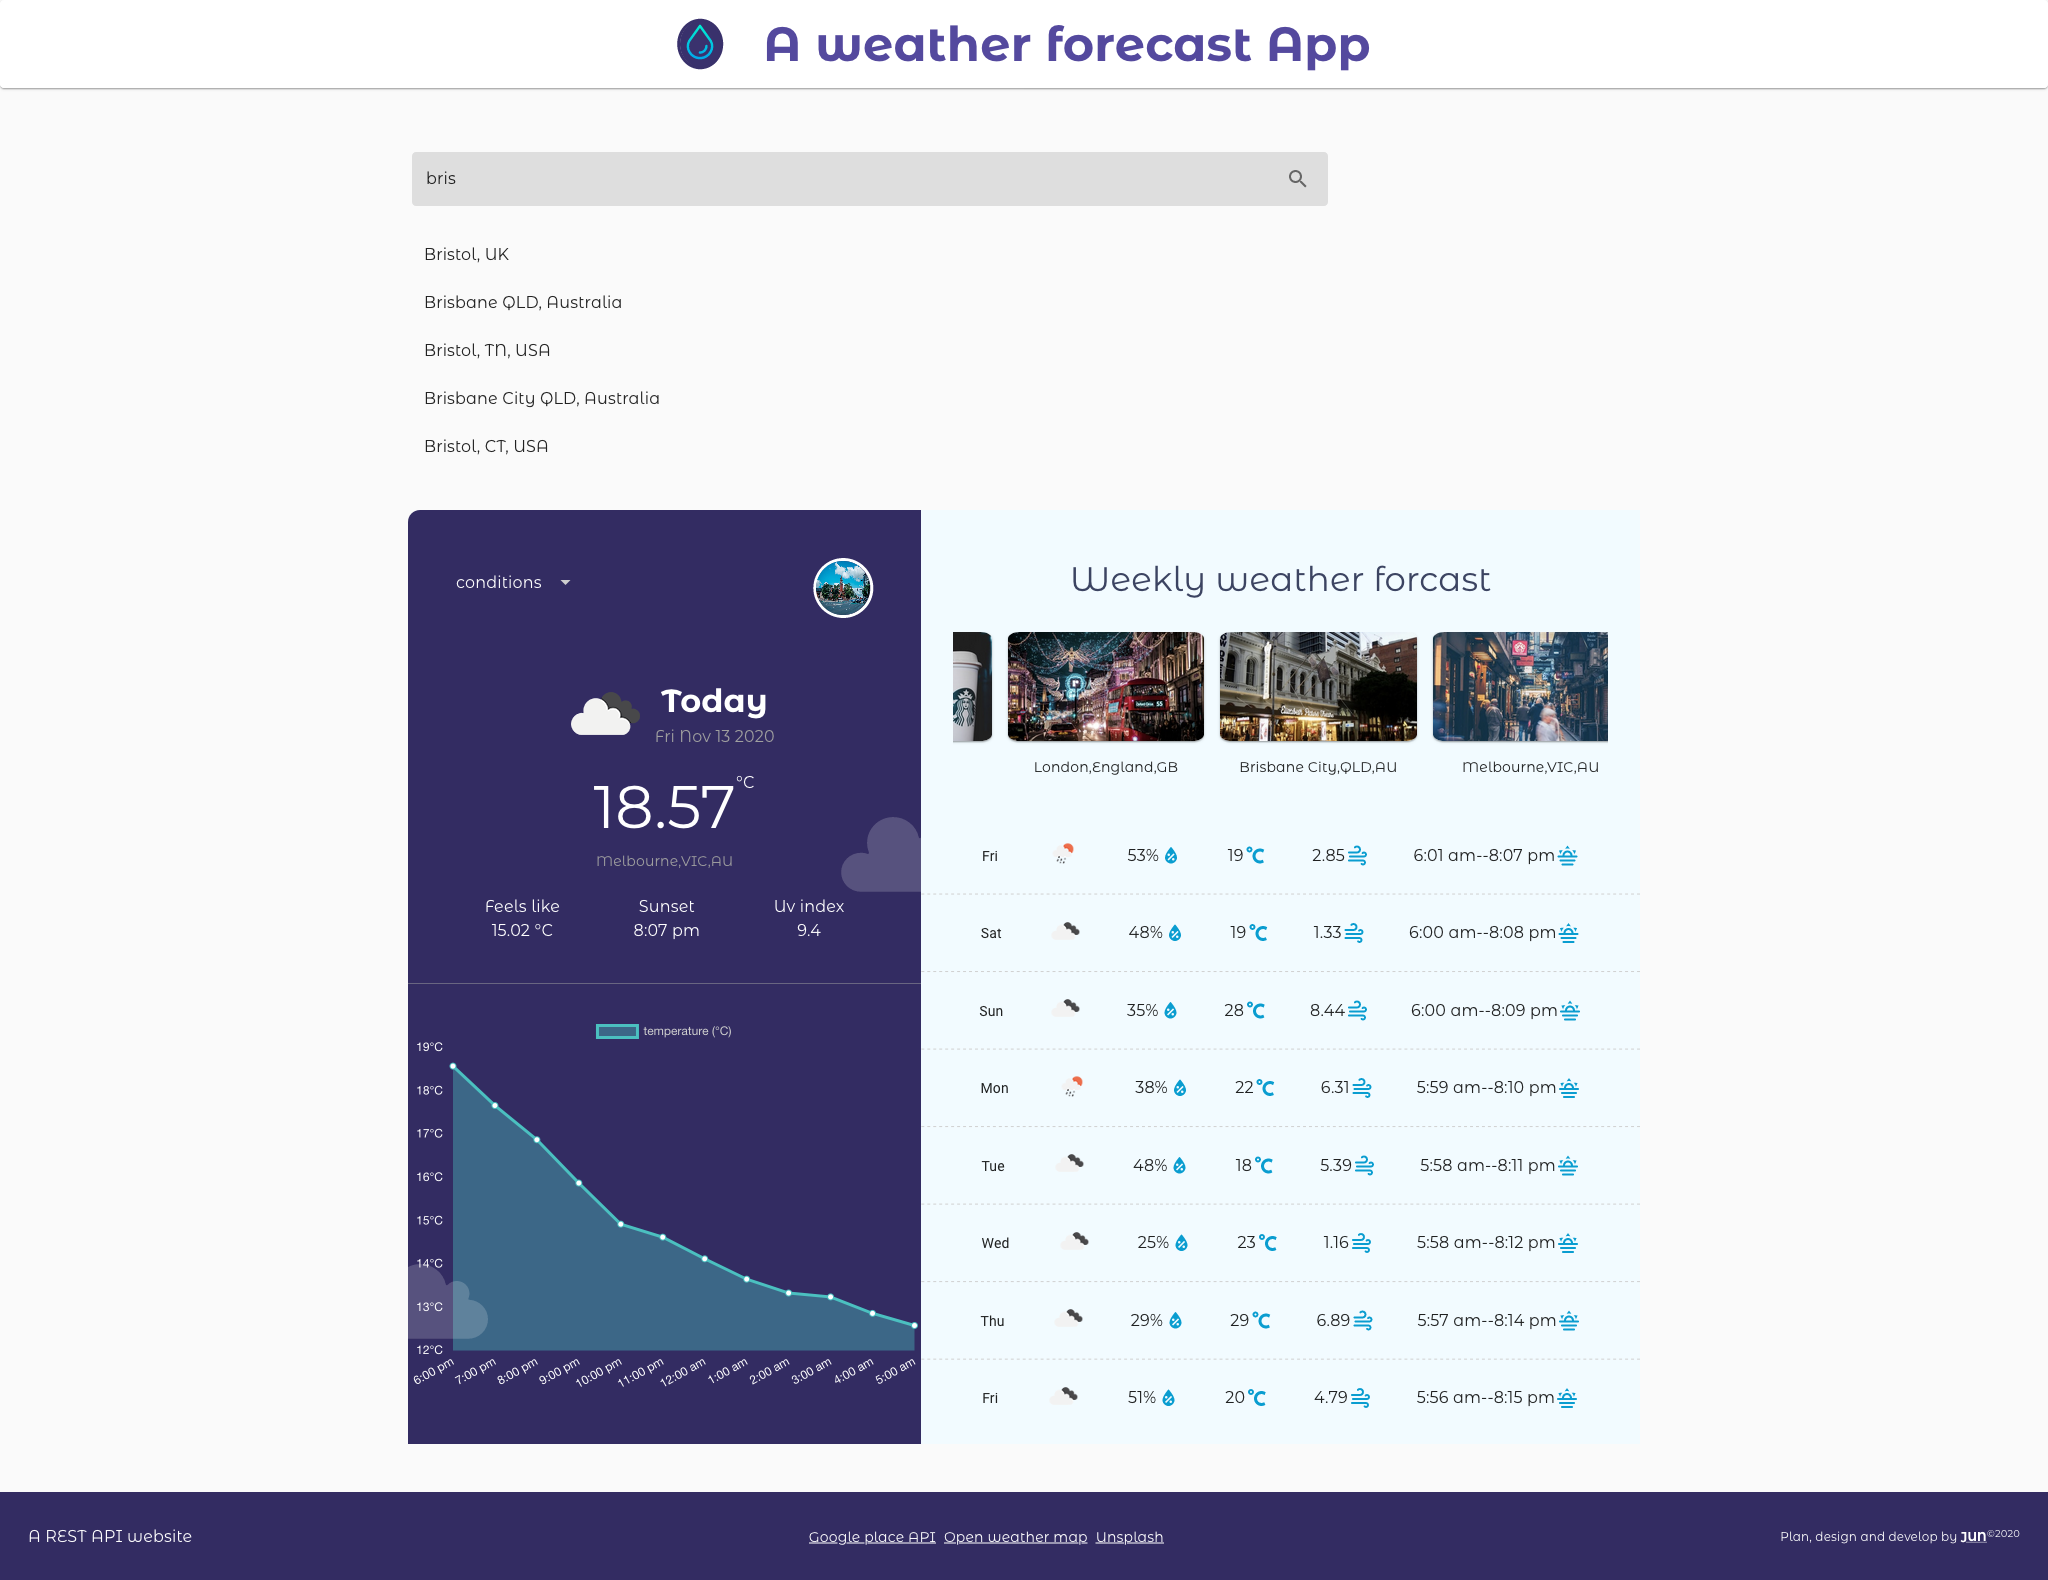 A weather forecast App
bris
Bristol, UK
Brisbane QLD, Australia
Bristol, TN, USA
Brisbane City QLD, Australia
Bristol, CT, USA
conditions
Today
Fri Nov 13 2020
18.57 °C
Melbourne,VIC,AU
Feels like Sunset Uv index
15.02 °C 8:07 pm 9.4
temperature (°C)
19°C
18°C
17°C
16°C
15°C
14°C
13°C
12°C
6:00 pm 7:00 pm 8:00 pm 9:00 pm 10:00 pm 11:00 pm 12:00 am 1:00 am 2:00 am 3:00 am 4:00 am 5:00 am
Weekly weather forcast
London,England,GB Brisbane City,QLD,AU Melbourne,VIC,AU
Fri 53% 19 °C 2.85 6:01 am--8:07 pm
Sat 48% 19 °C 1.33 6:00 am--8:08 pm
Sun 35% 28 °C 8.44 6:00 am--8:09 pm
Mon 38% 22 °C 6.31 5:59 am--8:10 pm
Tue 48% 18 °C 5.39 5:58 am--8:11 pm
Wed 25% 23 °C 1.16 5:58 am--8:12 pm
Thu 29% 29 °C 6.89 5:57 am--8:14 pm
Fri 51% 20 °C 4.79 5:56 am--8:15 pm
A REST API website
Google place API Open weather map Unsplash
Plan, design and develop by Jun©2020